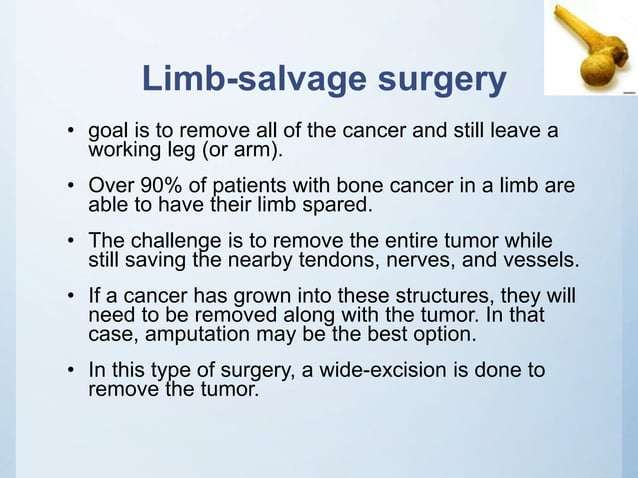 Limb-salvage surgery
• goal is to remove all of the cancer and still leave a
working leg (or arm).
• Over 90% of patients with bone cancer in a limb are
able to have their limb spared.
• The challenge is to remove the entire tumor while
still saving the nearby tendons, nerves, and vessels.
• If a cancer has grown into these structures, they will
need to be removed along with the tumor. In that
case, amputation may be the best option.
• In this type of surgery, a wide-excision is done to
remove the tumor.